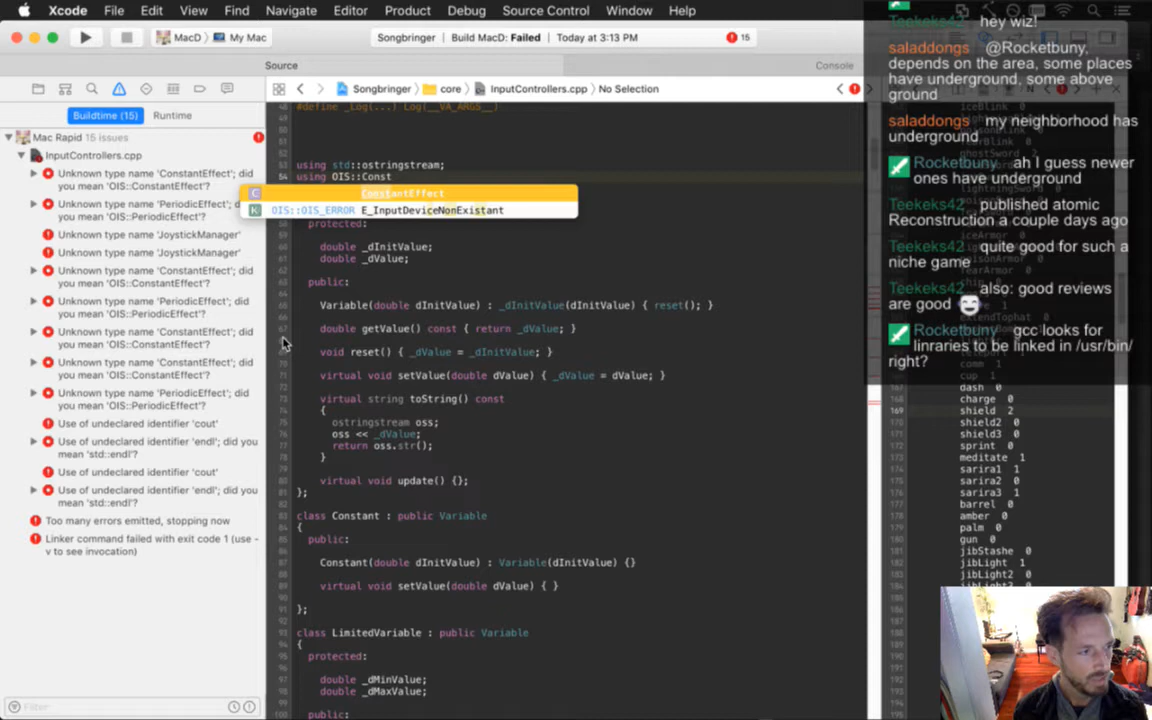 Xcode File Edit View Find Navigate Editor Product Debug Source Control Window Help
MacD My Mac
Songbringer Build MacD: Failed Today at 3:13 PM 15
Source
Console
Songbringer core InputControllers.cpp No Selection
Buildtime (15) Runtime
Mac Rapid 15 issues
InputControllers.cpp
Unknown type name 'ConstantEffect'; did
you mean 'OIS::ConstantEffect'?
Unknown type name 'PeriodicEffect'; did
you mean 'OIS::PeriodicEffect'?
Unknown type name 'JoystickManager'
Unknown type name 'JoystickManager'
Unknown type name 'ConstantEffect'; did
you mean 'OIS::ConstantEffect'?
Unknown type name 'PeriodicEffect'; did
you mean 'OIS::PeriodicEffect'?
Unknown type name 'ConstantEffect'; did
you mean 'OIS::ConstantEffect'?
Unknown type name 'ConstantEffect'; did
you mean 'OIS::ConstantEffect'?
Unknown type name 'PeriodicEffect'; did
you mean 'OIS::PeriodicEffect'?
Use of undeclared identifier 'cout'
Use of undeclared identifier 'endl'; did you
mean 'std::endl'?
Use of undeclared identifier 'cout'
Use of undeclared identifier 'endl'; did you
mean 'std::endl'?
Too many errors emitted, stopping now
Linker command failed with exit code 1 (use -
v to see invocation)
Filter
#define _Log(...) Log(__VA_ARGS__)
using std::ostringstream;
using OIS::Const
ConstantEffect
OIS::OIS_ERROR E_InputDeviceNonExistant
protected:
double _dInitValue;
double _dValue;
public:
Variable(double dInitValue) : _dInitValue(dInitValue) { reset(); }
double getValue() const { return _dValue; }
void reset() { _dValue = _dInitValue; }
virtual void setValue(double dValue) { _dValue = dValue; }
virtual string toString() const
{
ostringstream oss;
oss << _dValue;
return oss.str();
}
virtual void update() {};
};
class Constant : public Variable
{
public:
Constant(double dInitValue) : Variable(dInitValue) {}
virtual void setValue(double dValue) { }
};
class LimitedVariable : public Variable
{
protected:
double _dMinValue;
double _dMaxValue;
public:
Teekeks42 hey wiz!
saladdongs @Rocketbuny,
depends on the area, some places
have underground, some above
ground
saladdongs my neighborhood has
underground
Rocketbuny ah I guess newer
ones have underground
Teekeks42 published atomic
Reconstruction a couple days ago
Teekeks42 quite good for such a
niche game
Teekeks42 also: good reviews
are good
Rocketbuny gcc looks for
linraries to be linked in /usr/bin/
right?
comm 1
cup 1
dash 0
charge 0
169 shield 2
shield2 0
shield3 0
sprint 0
meditate 1
sarira1 1
sarira2 0
sarira3 1
barrel 0
amber 0
palm 0
gun 0
jibStashe 0
jibLight 1
jibLight2 0